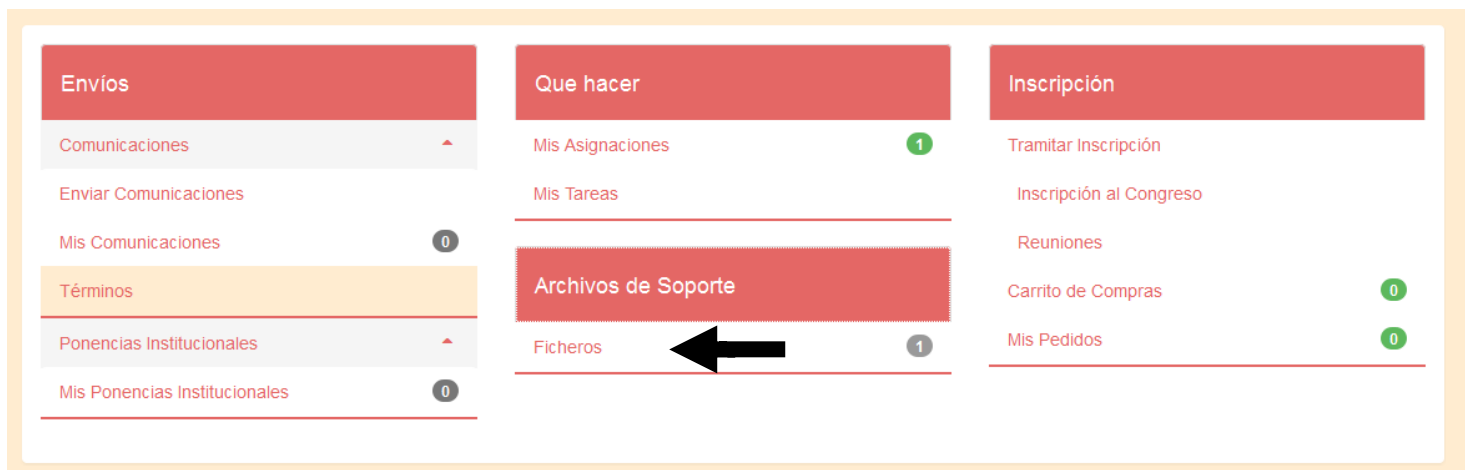 Envíos
Comunicaciones
Enviar Comunicaciones
Mis Comunicaciones 0
Términos
Ponencias Institucionales
Mis Ponencias Institucionales 0
Que hacer
Mis Asignaciones 1
Mis Tareas
Archivos de Soporte
Ficheros 1
Inscripción
Tramitar Inscripción
Inscripción al Congreso
Reuniones
Carrito de Compras 0
Mis Pedidos 0